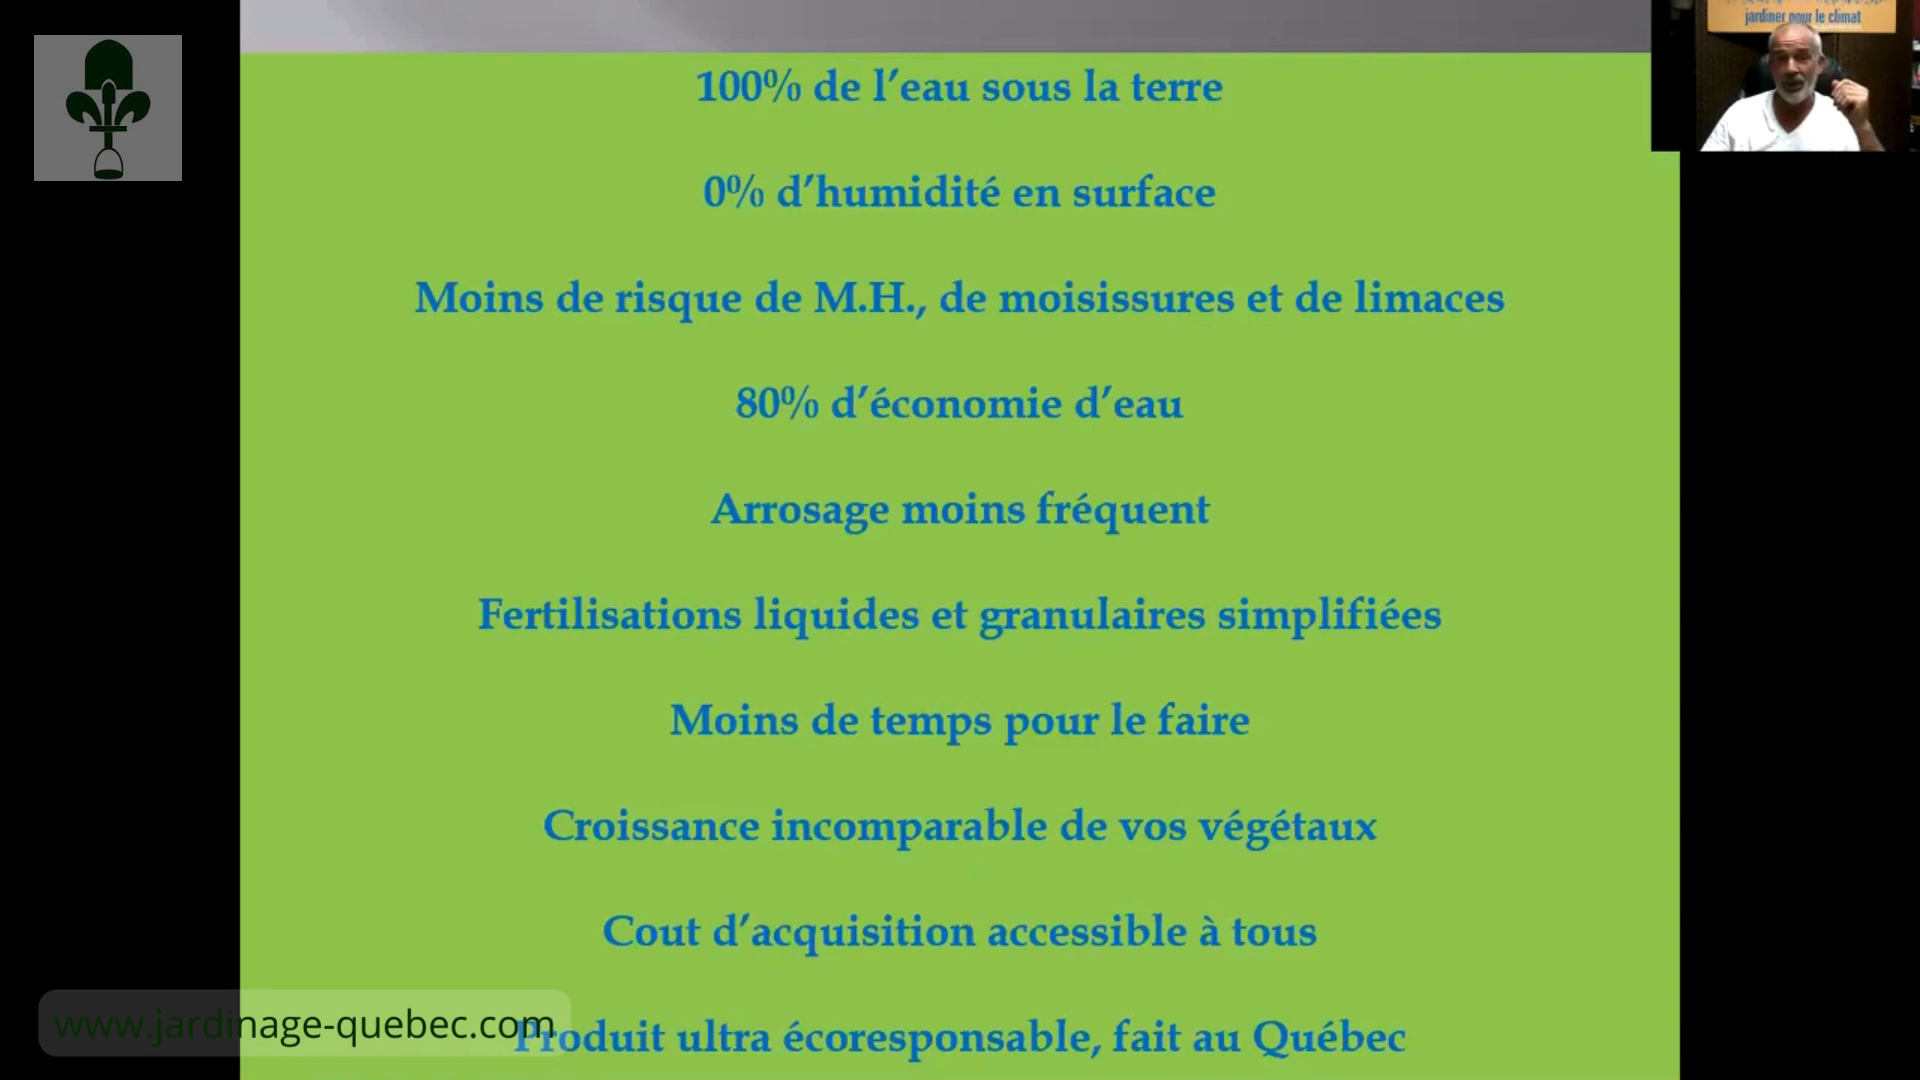 jardiner pour le climat
100% de l’eau sous la terre
0% d’humidité en surface
Moins de risque de M.H., de moisissures et de limaces
80% d’économie d’eau
Arrosage moins fréquent
Fertilisations liquides et granulaires simplifiées
Moins de temps pour le faire
Croissance incomparable de vos végétaux
Cout d’acquisition accessible à tous
Produit ultra écoresponsable, fait au Québec
www.jardinage-quebec.com